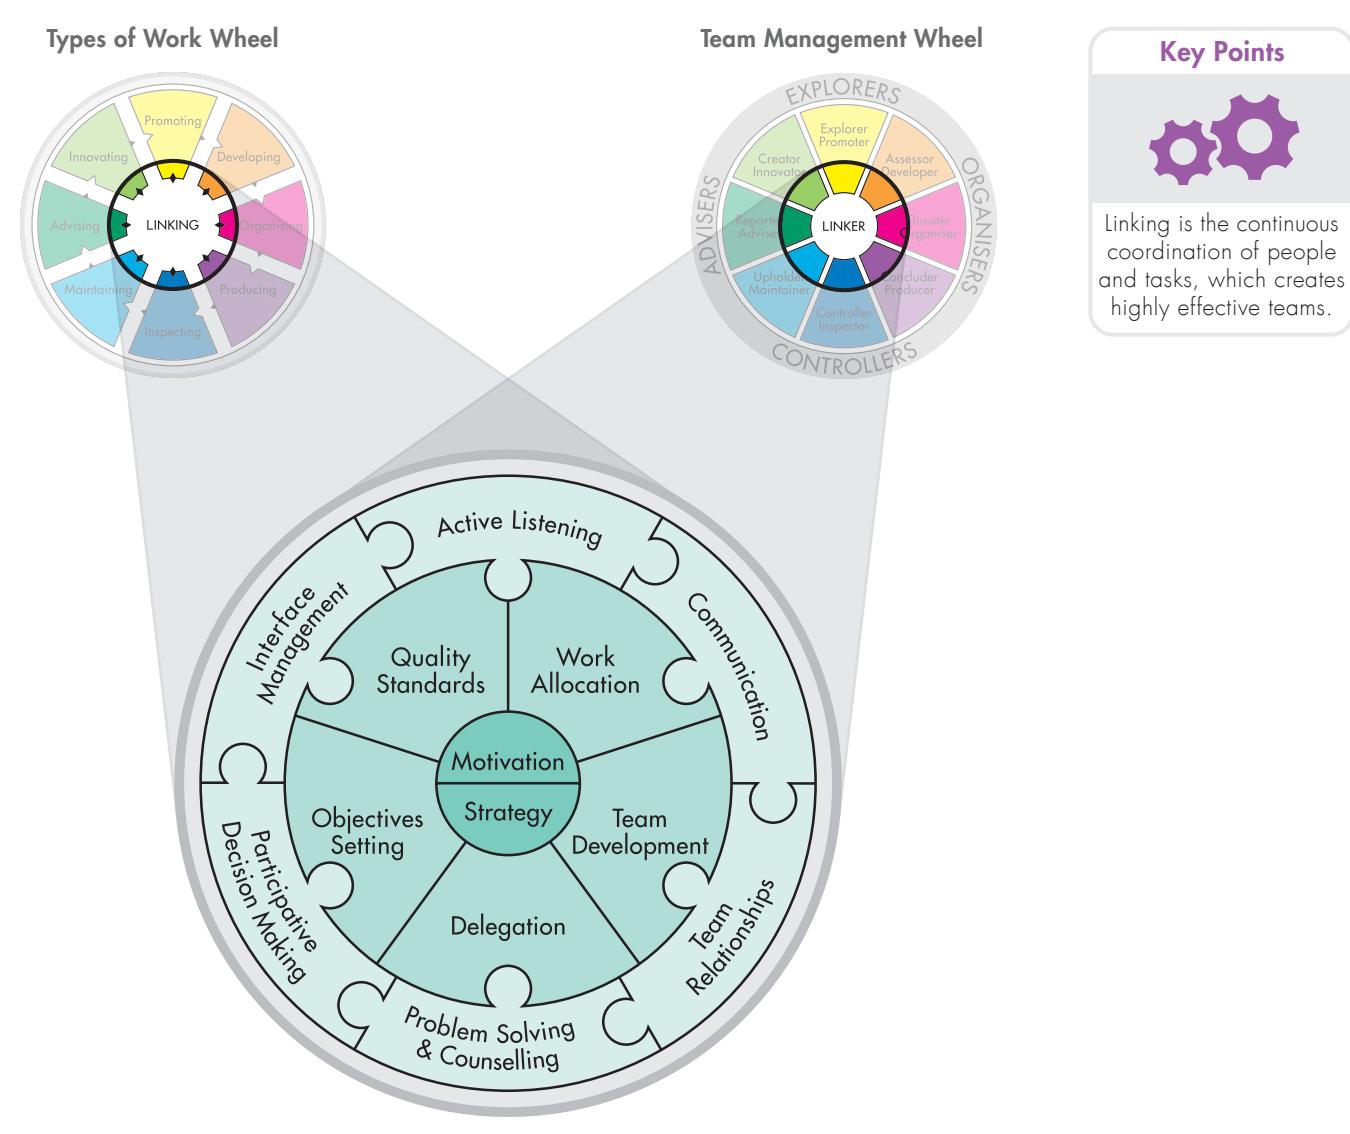 Types of Work Wheel
Promoting
Innovating
Developing
Advising
LINKING
Organising
Maintaining
Producing
Inspecting
Team Management Wheel
EXPLORERS
ORGANISERS
ADVISERS
CONTROLLERS
Explorer
Promoter
Creator
Innovator
Assessor
Developer
Reporter
Adviser
LINKER
Thruster
Organiser
Upholder
Maintainer
Concluder
Producer
Controller
Inspector
Key Points
Linking is the continuous
coordination of people
and tasks, which creates
highly effective teams.
Active Listening
Interface
Management
Communication
Quality
Standards
Work
Allocation
Motivation
Strategy
Objectives
Setting
Team
Development
Delegation
Participative
Decision Making
Team
Relationships
Problem Solving
& Counselling